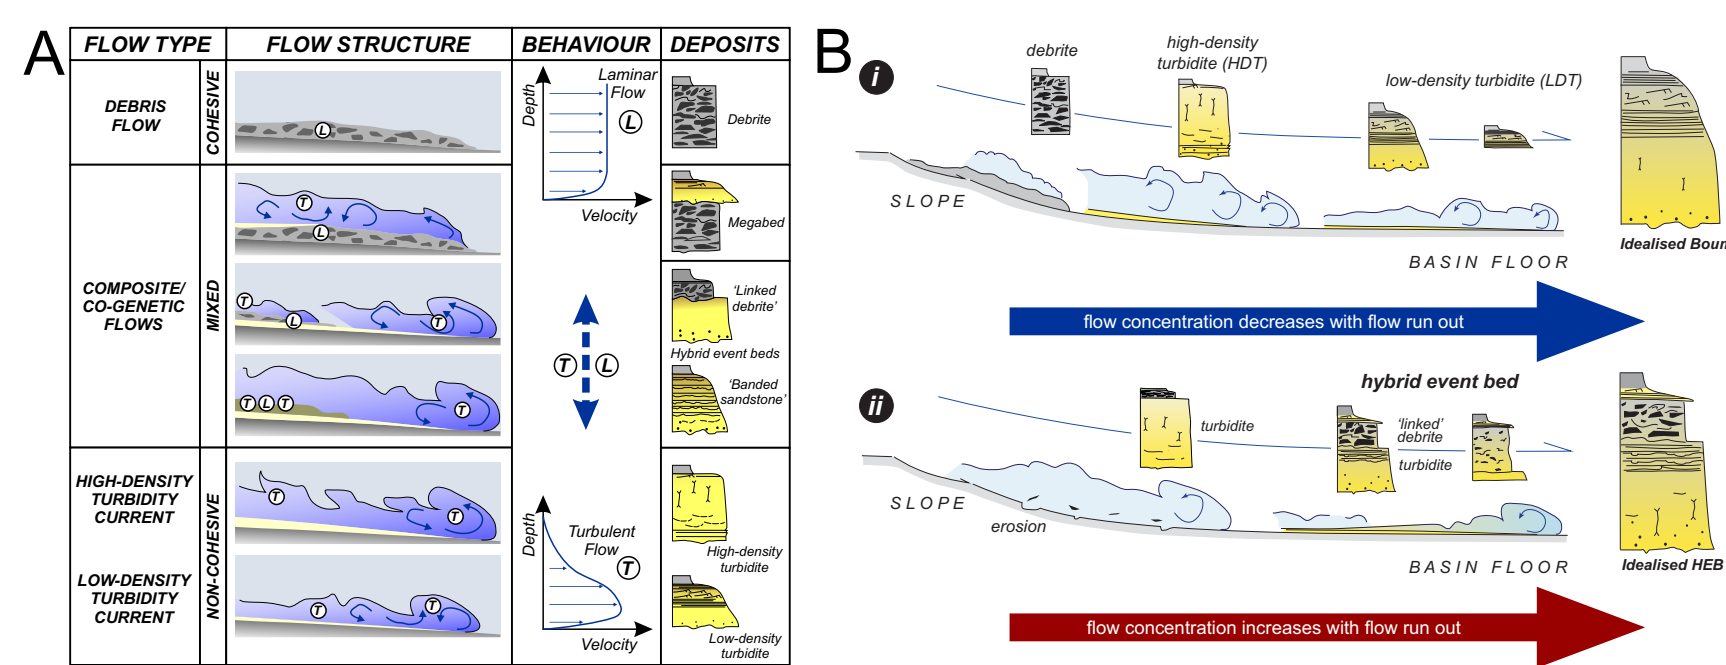 A
FLOW TYPE
FLOW STRUCTURE
BEHAVIOUR
DEPOSITS
DEBRIS
FLOW
COHESIVE
L
Depth
Laminar
Flow
L
Velocity
Debrite
COMPOSITE/
CO-GENETIC
FLOWS
MIXED
T
L
Megabed
T
L
T
'Linked
debrite'
Hybrid event beds
T L
T L T
T
'Banded
sandstone'
HIGH-DENSITY
TURBIDITY
CURRENT
NON-COHESIVE
T
T
Depth
Turbulent
Flow
T
Velocity
High-density
turbidite
LOW-DENSITY
TURBIDITY
CURRENT
T
T
Low-density
turbidite
B
i
debrite
high-density
turbidite (HDT)
low-density turbidite (LDT)
SLOPE
BASIN FLOOR
Idealised Boum
flow concentration decreases with flow run out
ii
hybrid event bed
turbidite
'linked'
debrite
turbidite
SLOPE
erosion
BASIN FLOOR
Idealised HEB
flow concentration increases with flow run out